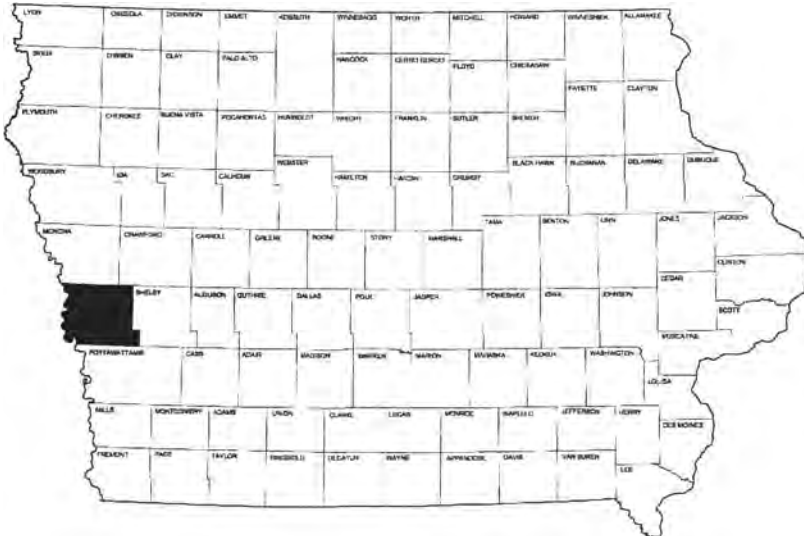 LYON OSCEOLA DICKINSON EMMET KOSSUTH WINNEBAGO WORTH MITCHELL HOWARD WINNESHIEK ALLAMAKEE
SIOUX O'BRIEN CLAY PALO ALTO HANCOCK CERRO GORDO FLOYD CHICKASAW
FAYETTE CLAYTON
PLYMOUTH CHEROKEE BUENA VISTA POCAHONTAS HUMBOLDT WRIGHT FRANKLIN BUTLER BREMER
WOODBURY IDA SAC CALHOUN WEBSTER HAMILTON HARDIN GRUNDY BLACK HAWK BUCHANAN DELAWARE DUBUQUE
MONONA CRAWFORD CARROLL GREENE BOONE STORY MARSHALL TAMA BENTON LINN JONES JACKSON
CLINTON
CEDAR
SHELBY AUDUBON GUTHRIE DALLAS POLK JASPER POWESHIEK IOWA JOHNSON SCOTT
MUSCATINE
POTTAWATTAMIE CASS ADAIR MADISON WARREN MARION MAHASKA KEOKUK WASHINGTON
LOUISA
MILLS MONTGOMERY ADAMS UNION CLARKE LUCAS MONROE WAPELLO JEFFERSON HENRY DES MOINES
FREMONT PAGE TAYLOR RINGGOLD DECATUR WAYNE APPANOOSE DAVIS VAN BUREN LEE